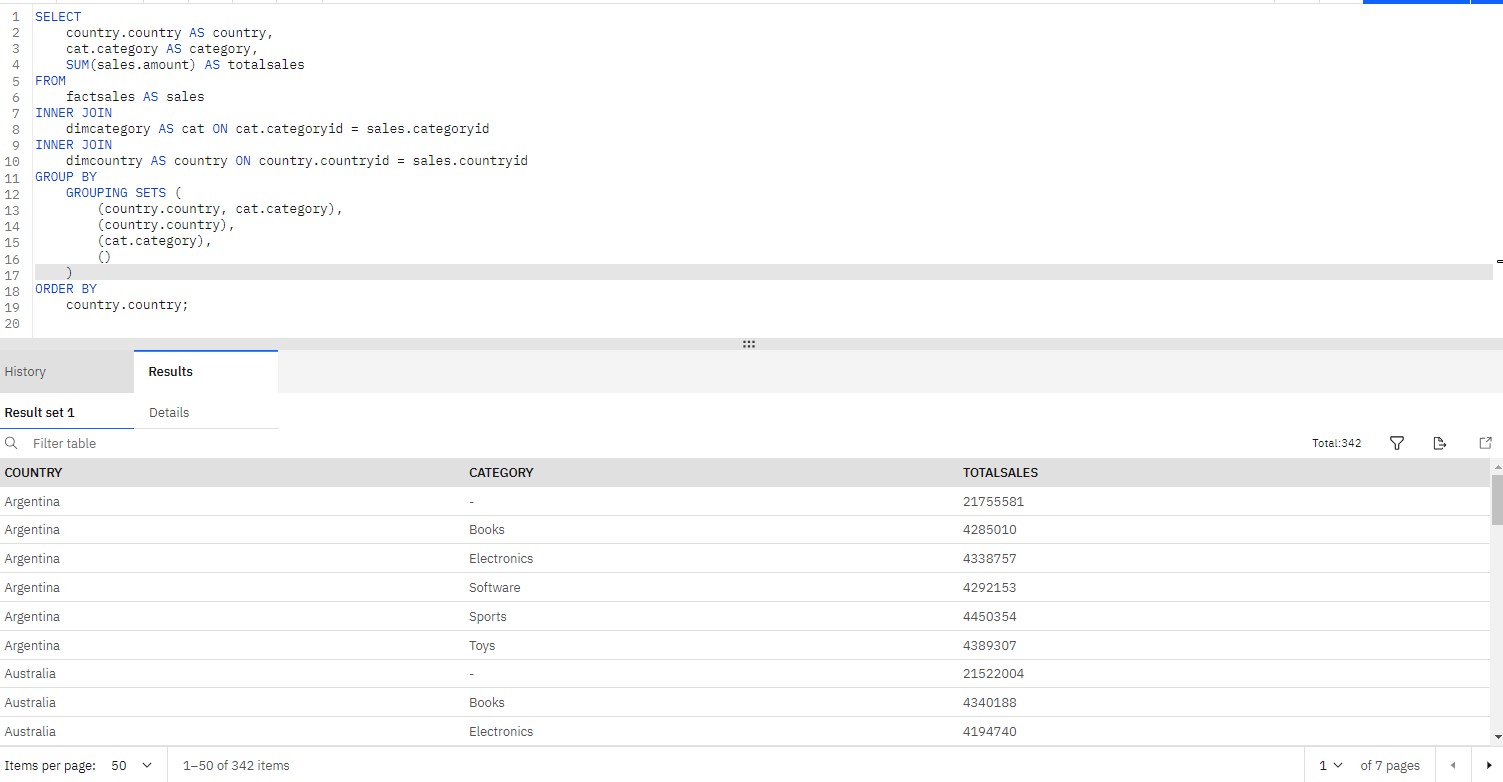 1 SELECT
2 country.country AS country,
3 cat.category AS category,
4 SUM(sales.amount) AS totalsales
5 FROM
6 factsales AS sales
7 INNER JOIN
8 dimcategory AS cat ON cat.categoryid = sales.categoryid
9 INNER JOIN
10 dimcountry AS country ON country.countryid = sales.countryid
11 GROUP BY
12 GROUPING SETS (
13 (country.country, cat.category),
14 (country.country),
15 (cat.category),
16 ()
17 )
18 ORDER BY
19 country.country;
20
History Results
Result set 1 Details
Filter table Total:342
COUNTRY CATEGORY TOTALSALES
Argentina - 21755581
Argentina Books 4285010
Argentina Electronics 4338757
Argentina Software 4292153
Argentina Sports 4450354
Argentina Toys 4389307
Australia - 21522004
Australia Books 4340188
Australia Electronics 4194740
Items per page: 50 1–50 of 342 items 1 of 7 pages